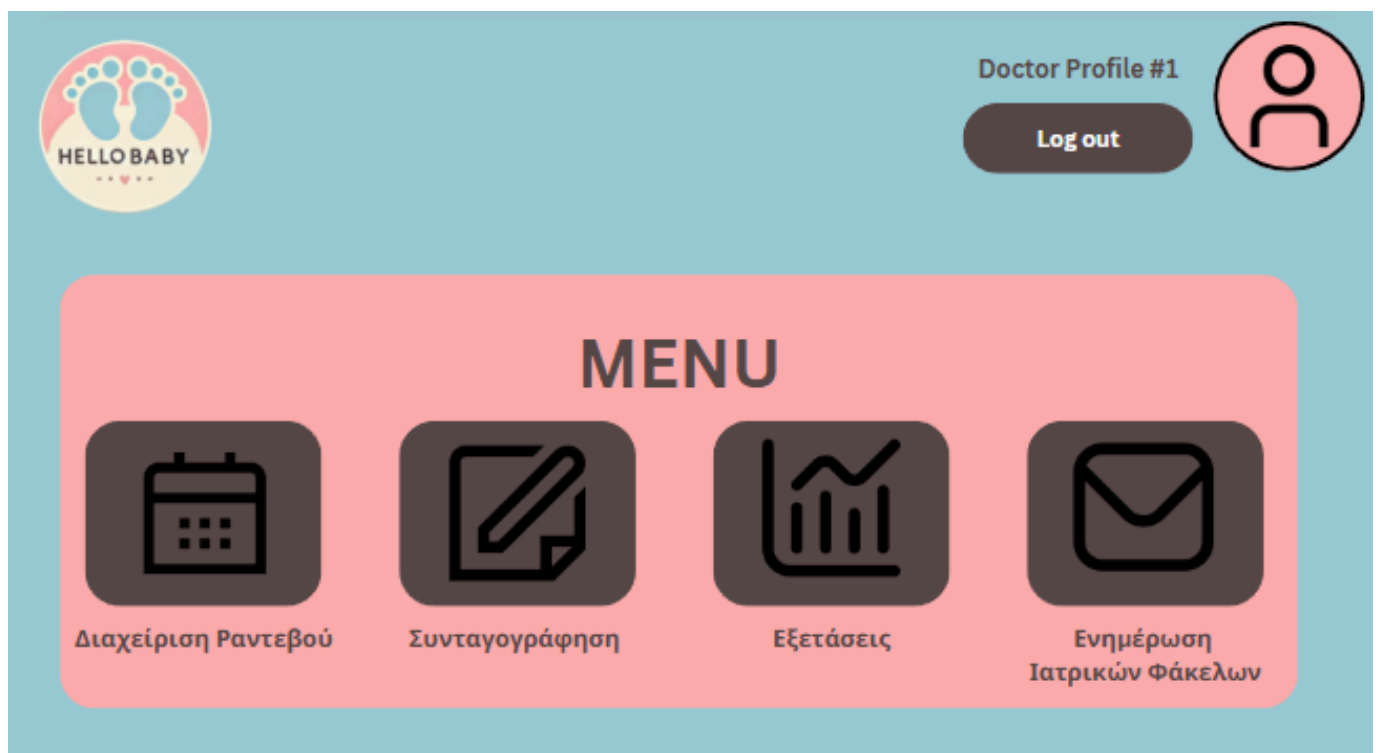 HELLO BABY
Doctor Profile #1
Log out
MENU
Διαχείριση Ραντεβού
Συνταγογράφηση
Εξετάσεις
Ενημέρωση
Ιατρικών Φάκελων